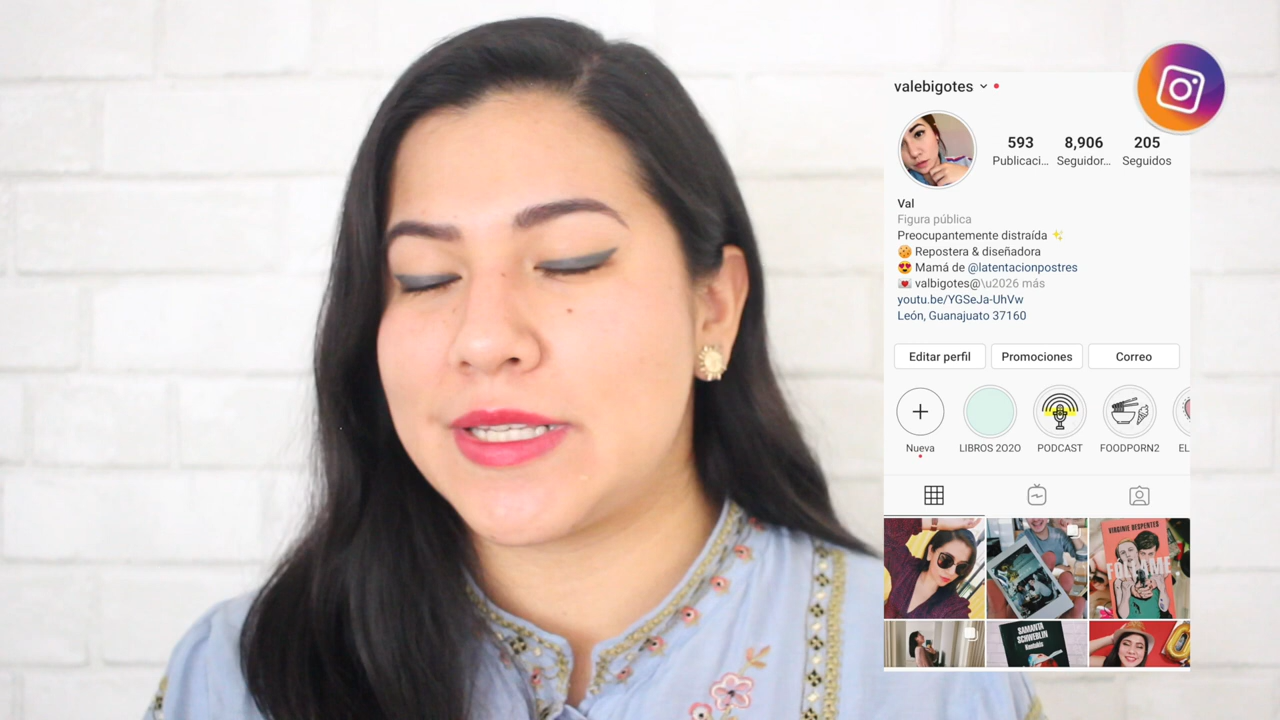 valebigotes
593 8,906 205
Publicaci... Seguidor... Seguidos
Val
Figura pública
Preocupantemente distraída ✨
🍪 Repostera & diseñadora
😍 Mamá de @latentacionpostres
💌 valbigotes@\u2026 más
youtu.be/YGSeJa-UhVw
León, Guanajuato 37160
Editar perfil Promociones Correo
Nueva LIBROS 2020 PODCAST FOODPORN2 EL
VIRGINIE DESPENTES
FÓLLAME
SAMANTA
SCHWEBLIN
Kentukis